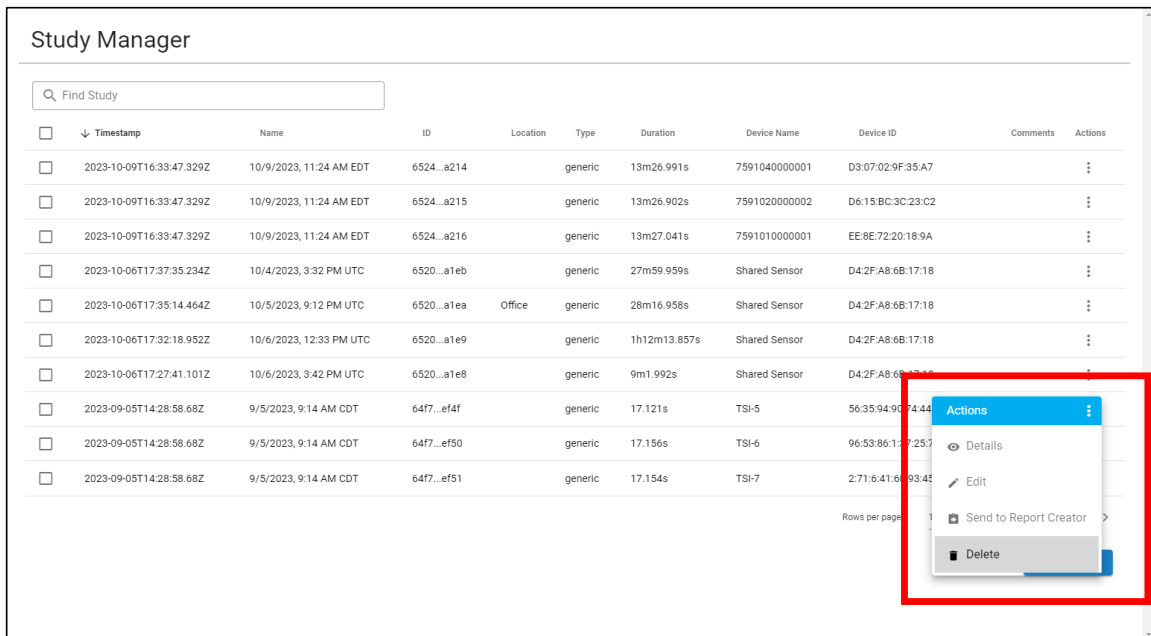 Study Manager
Find Study
Timestamp Name ID Location Type Duration Device Name Device ID Comments Actions
2023-10-09T16:33:47.329Z 10/9/2023, 11:24 AM EDT 6524...a214 generic 13m26.991s 7591040000001 D3:07:02:9F:35:A7
2023-10-09T16:33:47.329Z 10/9/2023, 11:24 AM EDT 6524...a215 generic 13m26.902s 7591020000002 D6:15:BC:3C:23:C2
2023-10-09T16:33:47.329Z 10/9/2023, 11:24 AM EDT 6524...a216 generic 13m27.041s 7591010000001 EE:8E:72:20:18:9A
2023-10-06T17:37:35.234Z 10/4/2023, 3:32 PM UTC 6520...a1eb generic 27m59.959s Shared Sensor D4:2F:A8:6B:17:18
2023-10-06T17:35:14.464Z 10/5/2023, 9:12 PM UTC 6520...a1ea Office generic 28m16.958s Shared Sensor D4:2F:A8:6B:17:18
2023-10-06T17:32:18.952Z 10/6/2023, 12:33 PM UTC 6520...a1e9 generic 1h12m13.857s Shared Sensor D4:2F:A8:6B:17:18
2023-10-06T17:27:41.101Z 10/6/2023, 3:42 PM UTC 6520...a1e8 generic 9m1.992s Shared Sensor
2023-09-05T14:28:58.68Z 9/5/2023, 9:14 AM CDT 64f7...ef4f generic 17.121s TSI-5
Actions
2023-09-05T14:28:58.68Z 9/5/2023, 9:14 AM CDT 64f7...ef50 generic 17.156s TSI-6
Details
2023-09-05T14:28:58.68Z 9/5/2023, 9:14 AM CDT 64f7...ef51 generic 17.154s TSI-7
Edit
Rows per page
Send to Report Creator
Delete